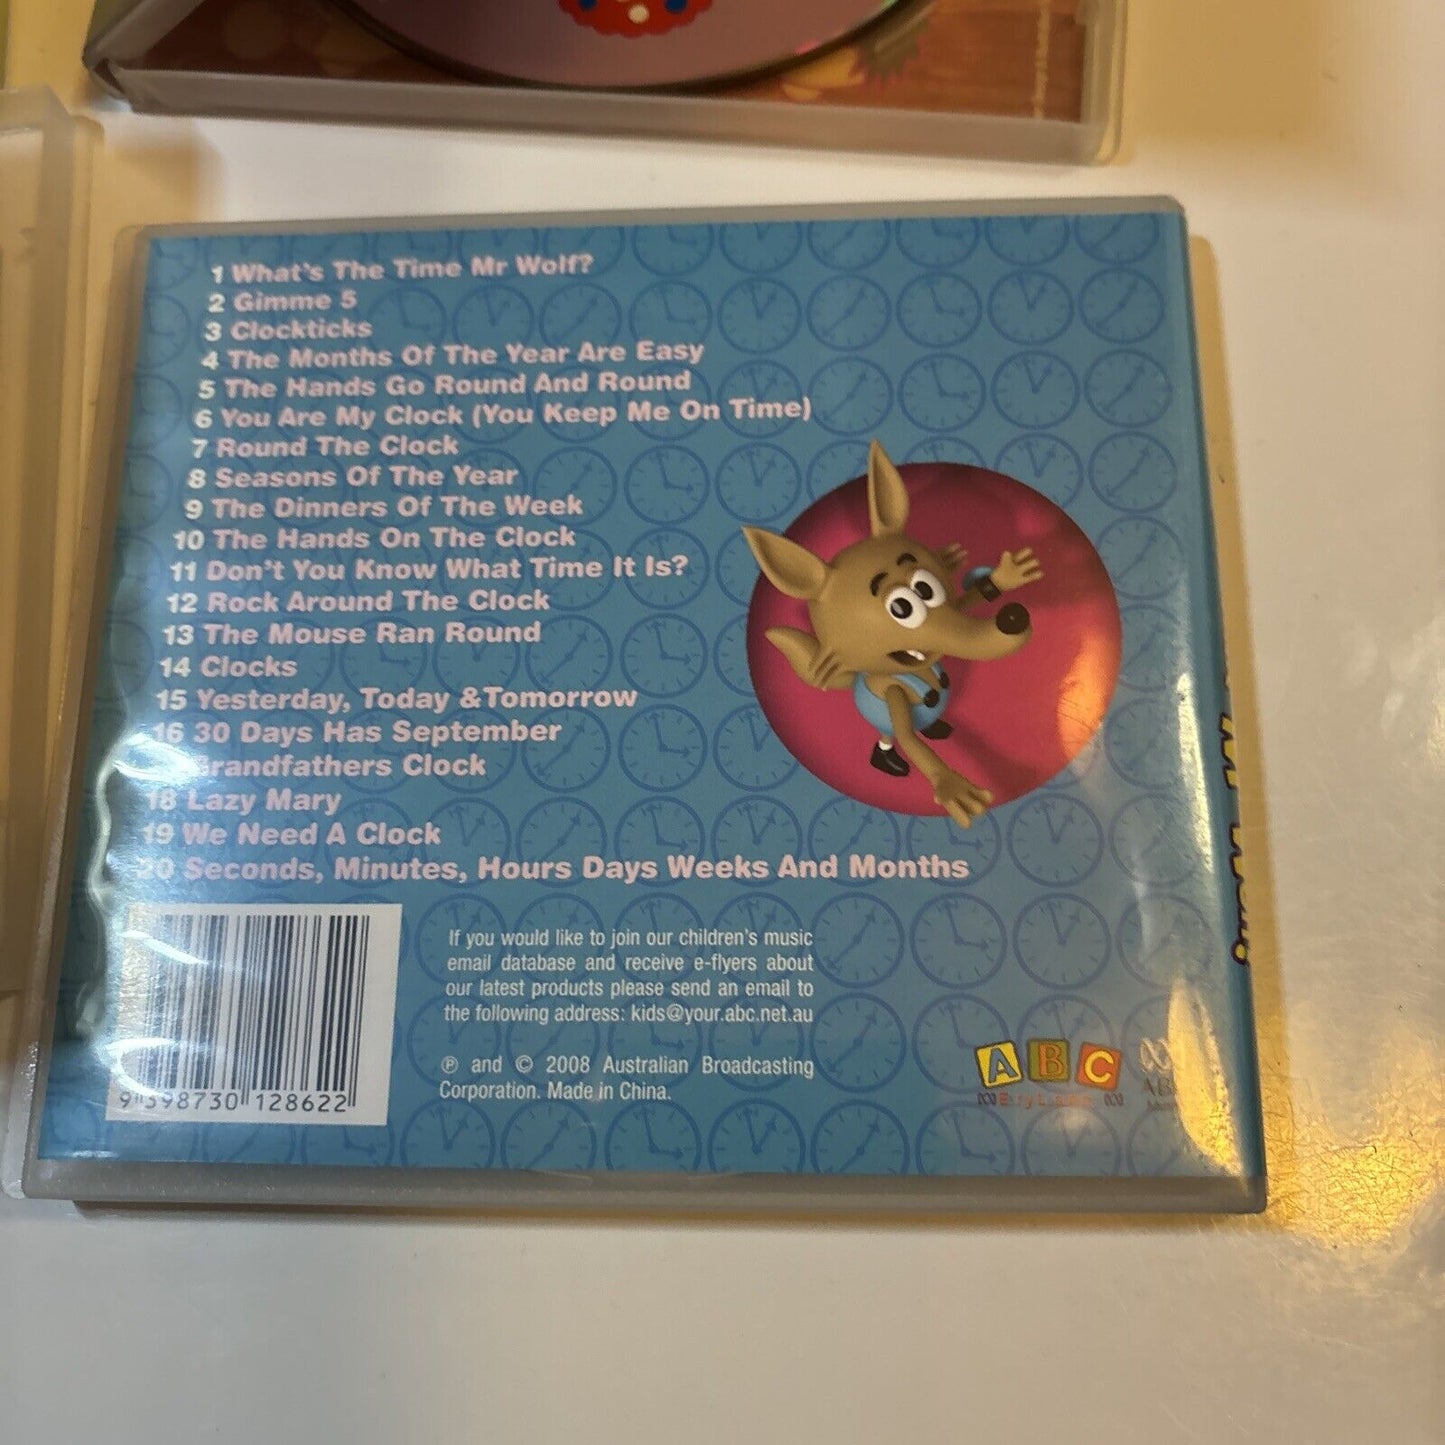 1 What's The Time Mr Wolf?
2 Gimme 5
3 Clockticks
4 The Months Of The Year Are Easy
5 The Hands Go Round And Round
6 You Are My Clock (You Keep Me On Time)
7 Round The Clock
8 Seasons Of The Year
9 The Dinners Of The Week
10 The Hands On The Clock
11 Don't You Know What Time It Is?
12 Rock Around The Clock
13 The Mouse Ran Round
14 Clocks
15 Yesterday, Today &Tomorrow
16 30 Days Has September
Grandfathers Clock
18 Lazy Mary
19 We Need A Clock
20 Seconds, Minutes, Hours Days Weeks And Months
If you would like to join our children's music
email database and receive e-flyers about
our latest products please send an email to
the following address: kids@your.abc.net.au
℗ and © 2008 Australian Broadcasting
Corporation. Made in China.
9 398730 128622
ABC